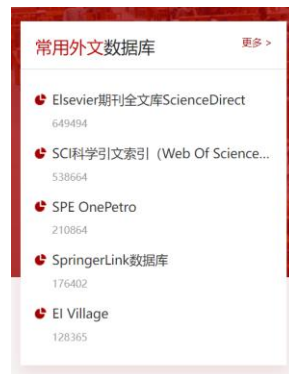 常用外文数据库
更多 >
Elsevier期刊全文库ScienceDirect
649494
SCI科学引文索引（Web Of Science...
538664
SPE OnePetro
210864
SpringerLink数据库
176402
EI Village
128365